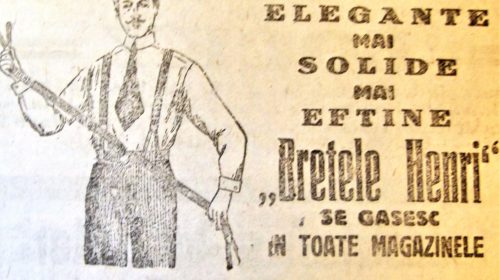 ELEGANTE
MAI
SOLIDE
MAI
EFTINE
„Bretele Henri“
SE GASESC
IN TOATE MAGAZINELE